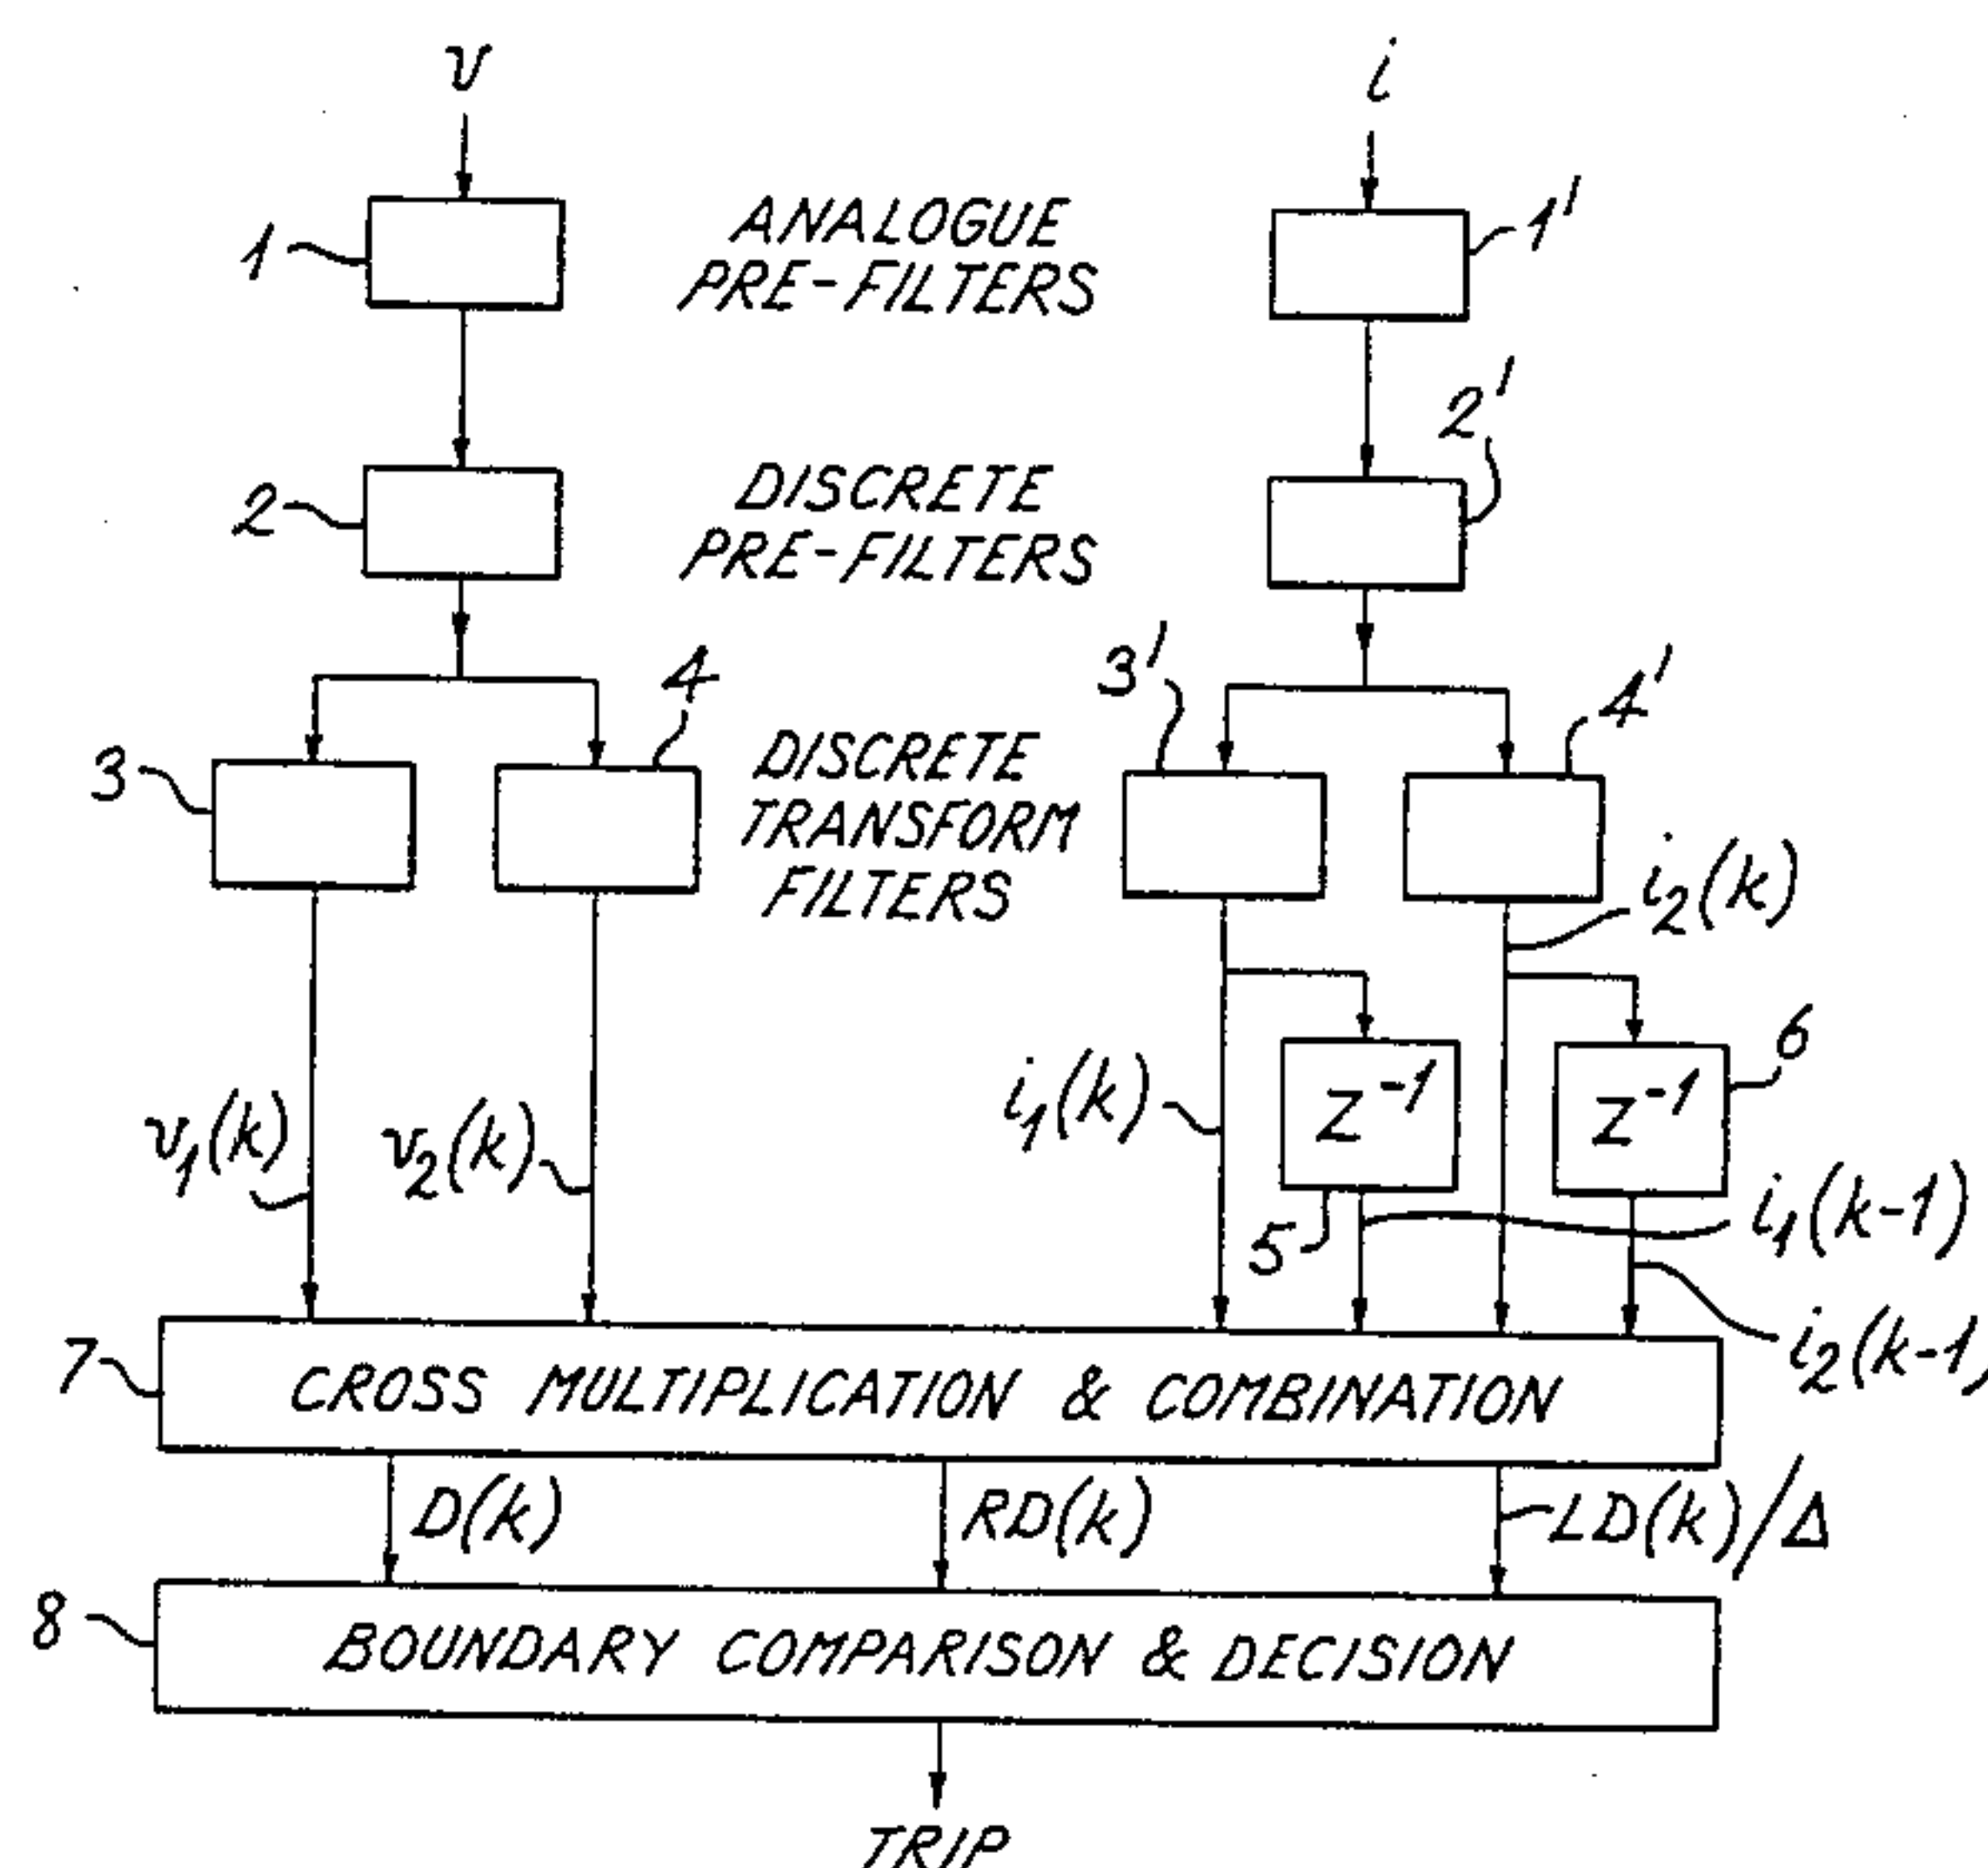 v
i
1
ANALOGUE
PRE-FILTERS
1'
2
DISCRETE
PRE-FILTERS
2'
3
4
DISCRETE
TRANSFORM
FILTERS
3'
4'
i₂(k)
v₁(k)
v₂(k)
i₁(k)
z⁻¹
z⁻¹
6
5
i₁(k-1)
i₂(k-1)
7
CROSS MULTIPLICATION & COMBINATION
D(k)
RD(k)
LD(k)/Δ
8
BOUNDARY COMPARISON & DECISION
TRIP